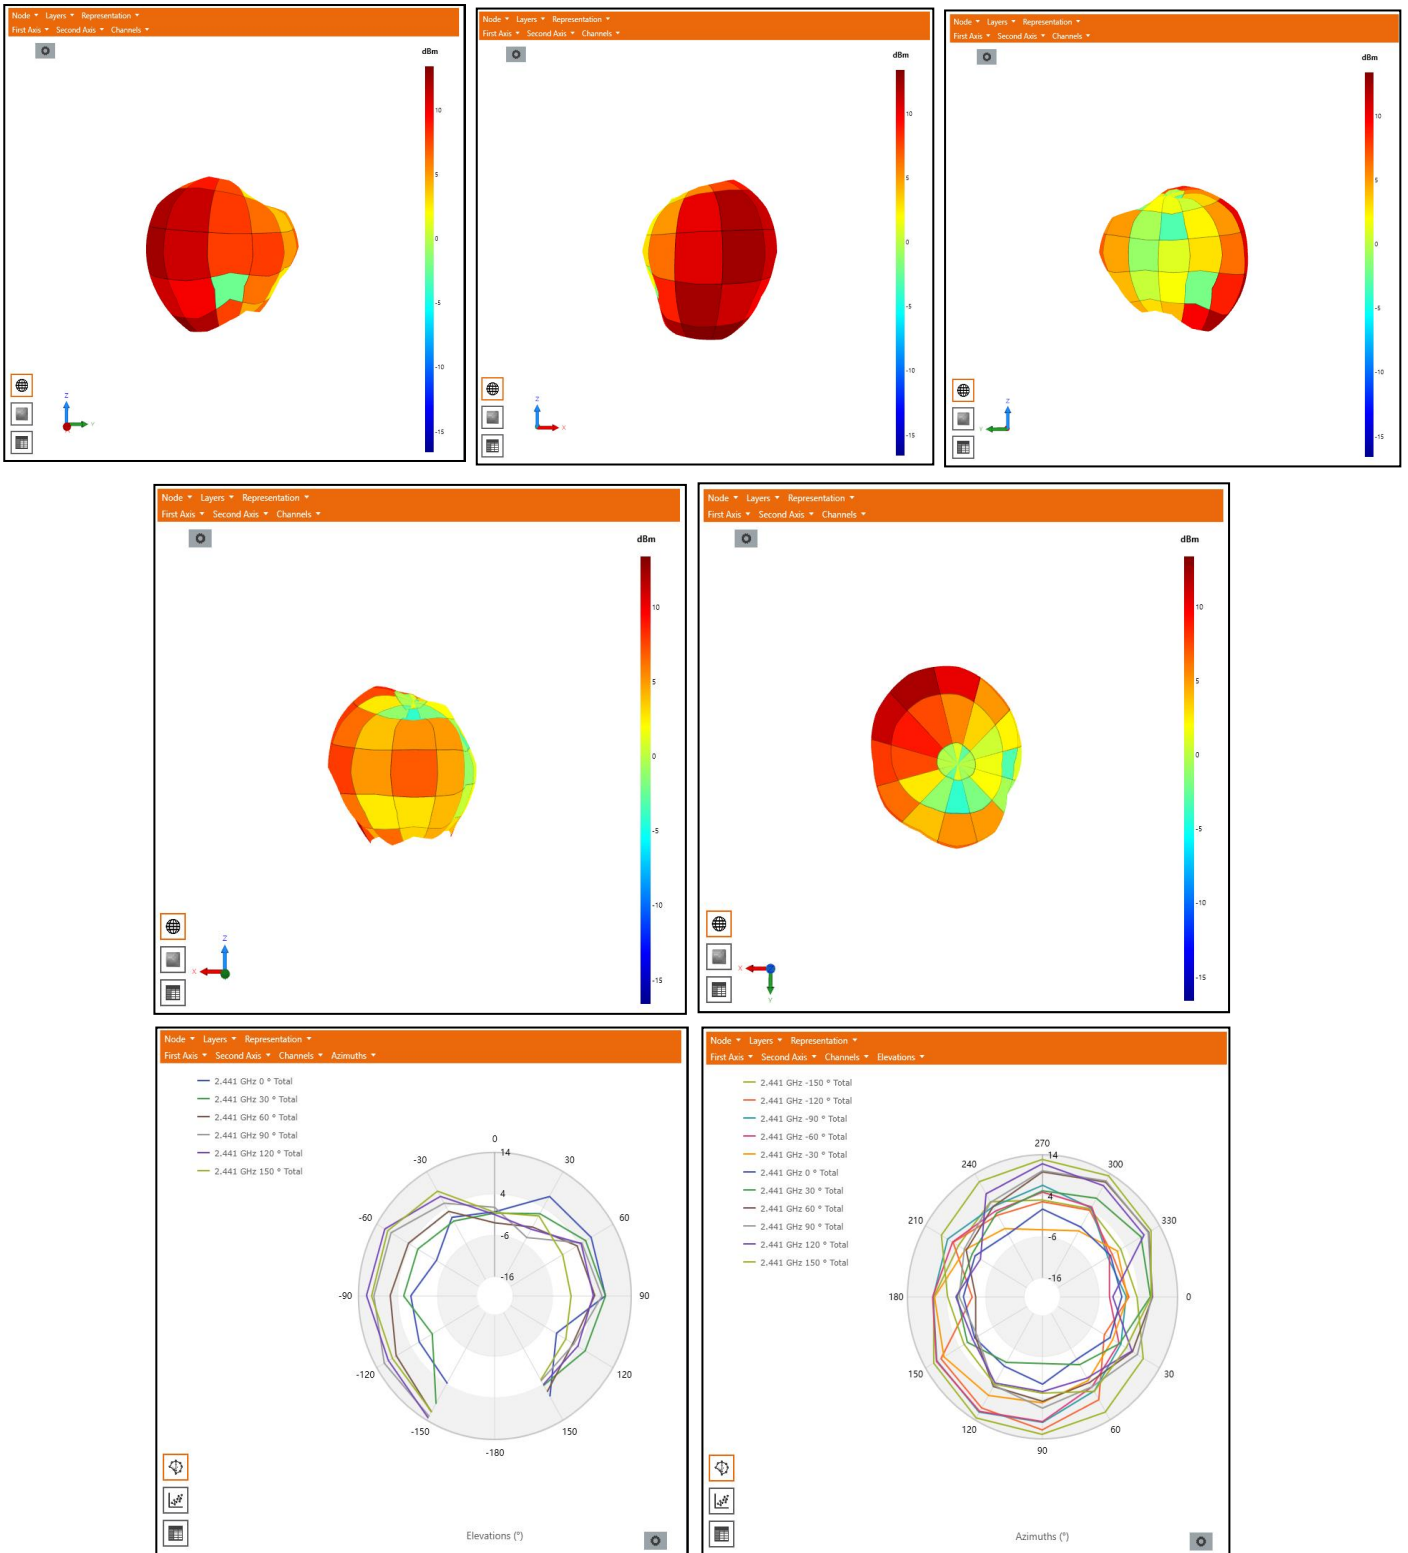 Node Layers Representation
First Axis Second Axis Channels
dBm
10
5
0
-5
-10
-15
Z
Y
Node Layers Representation
First Axis Second Axis Channels
dBm
10
5
0
-5
-10
-15
Z
X
Node Layers Representation
First Axis Second Axis Channels
dBm
10
5
0
-5
-10
-15
Z
Y
Node Layers Representation
First Axis Second Axis Channels
dBm
10
5
0
-5
-10
-15
Z
X
Node Layers Representation
First Axis Second Axis Channels
dBm
10
5
0
-5
-10
-15
X
Y
Node Layers Representation
First Axis Second Axis Channels Azimuths
2.441 GHz 0 ° Total
2.441 GHz 30 ° Total
2.441 GHz 60 ° Total
2.441 GHz 90 ° Total
2.441 GHz 120 ° Total
2.441 GHz 150 ° Total
0
14
-30
30
4
-60
60
-6
-16
-90
90
-120
120
-150
150
-180
Elevations (°)
Node Layers Representation
First Axis Second Axis Channels Elevations
2.441 GHz -150 ° Total
2.441 GHz -120 ° Total
2.441 GHz -90 ° Total
2.441 GHz -60 ° Total
2.441 GHz -30 ° Total
2.441 GHz 0 ° Total
2.441 GHz 30 ° Total
2.441 GHz 60 ° Total
2.441 GHz 90 ° Total
2.441 GHz 120 ° Total
2.441 GHz 150 ° Total
270
14
240
300
4
210
330
-6
-16
180
0
150
30
120
60
90
Azimuths (°)